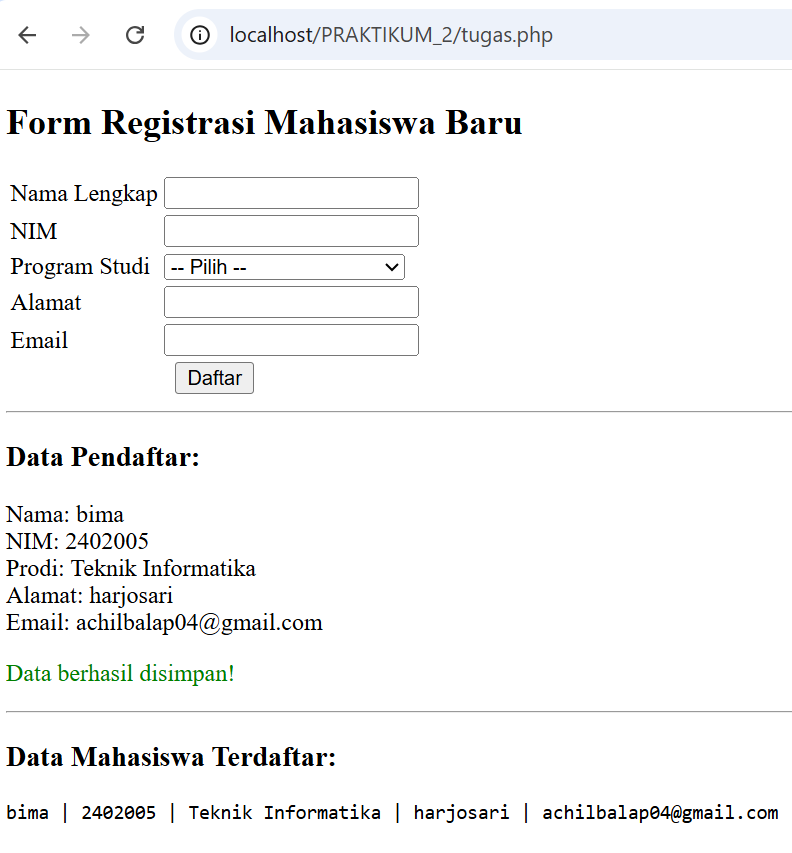 localhost/PRAKTIKUM_2/tugas.php
Form Registrasi Mahasiswa Baru
Nama Lengkap
NIM
Program Studi -- Pilih --
Alamat
Email
Daftar
Data Pendaftar:
Nama: bima
NIM: 2402005
Prodi: Teknik Informatika
Alamat: harjosari
Email: achilbalap04@gmail.com
Data berhasil disimpan!
Data Mahasiswa Terdaftar:
bima | 2402005 | Teknik Informatika | harjosari | achilbalap04@gmail.com